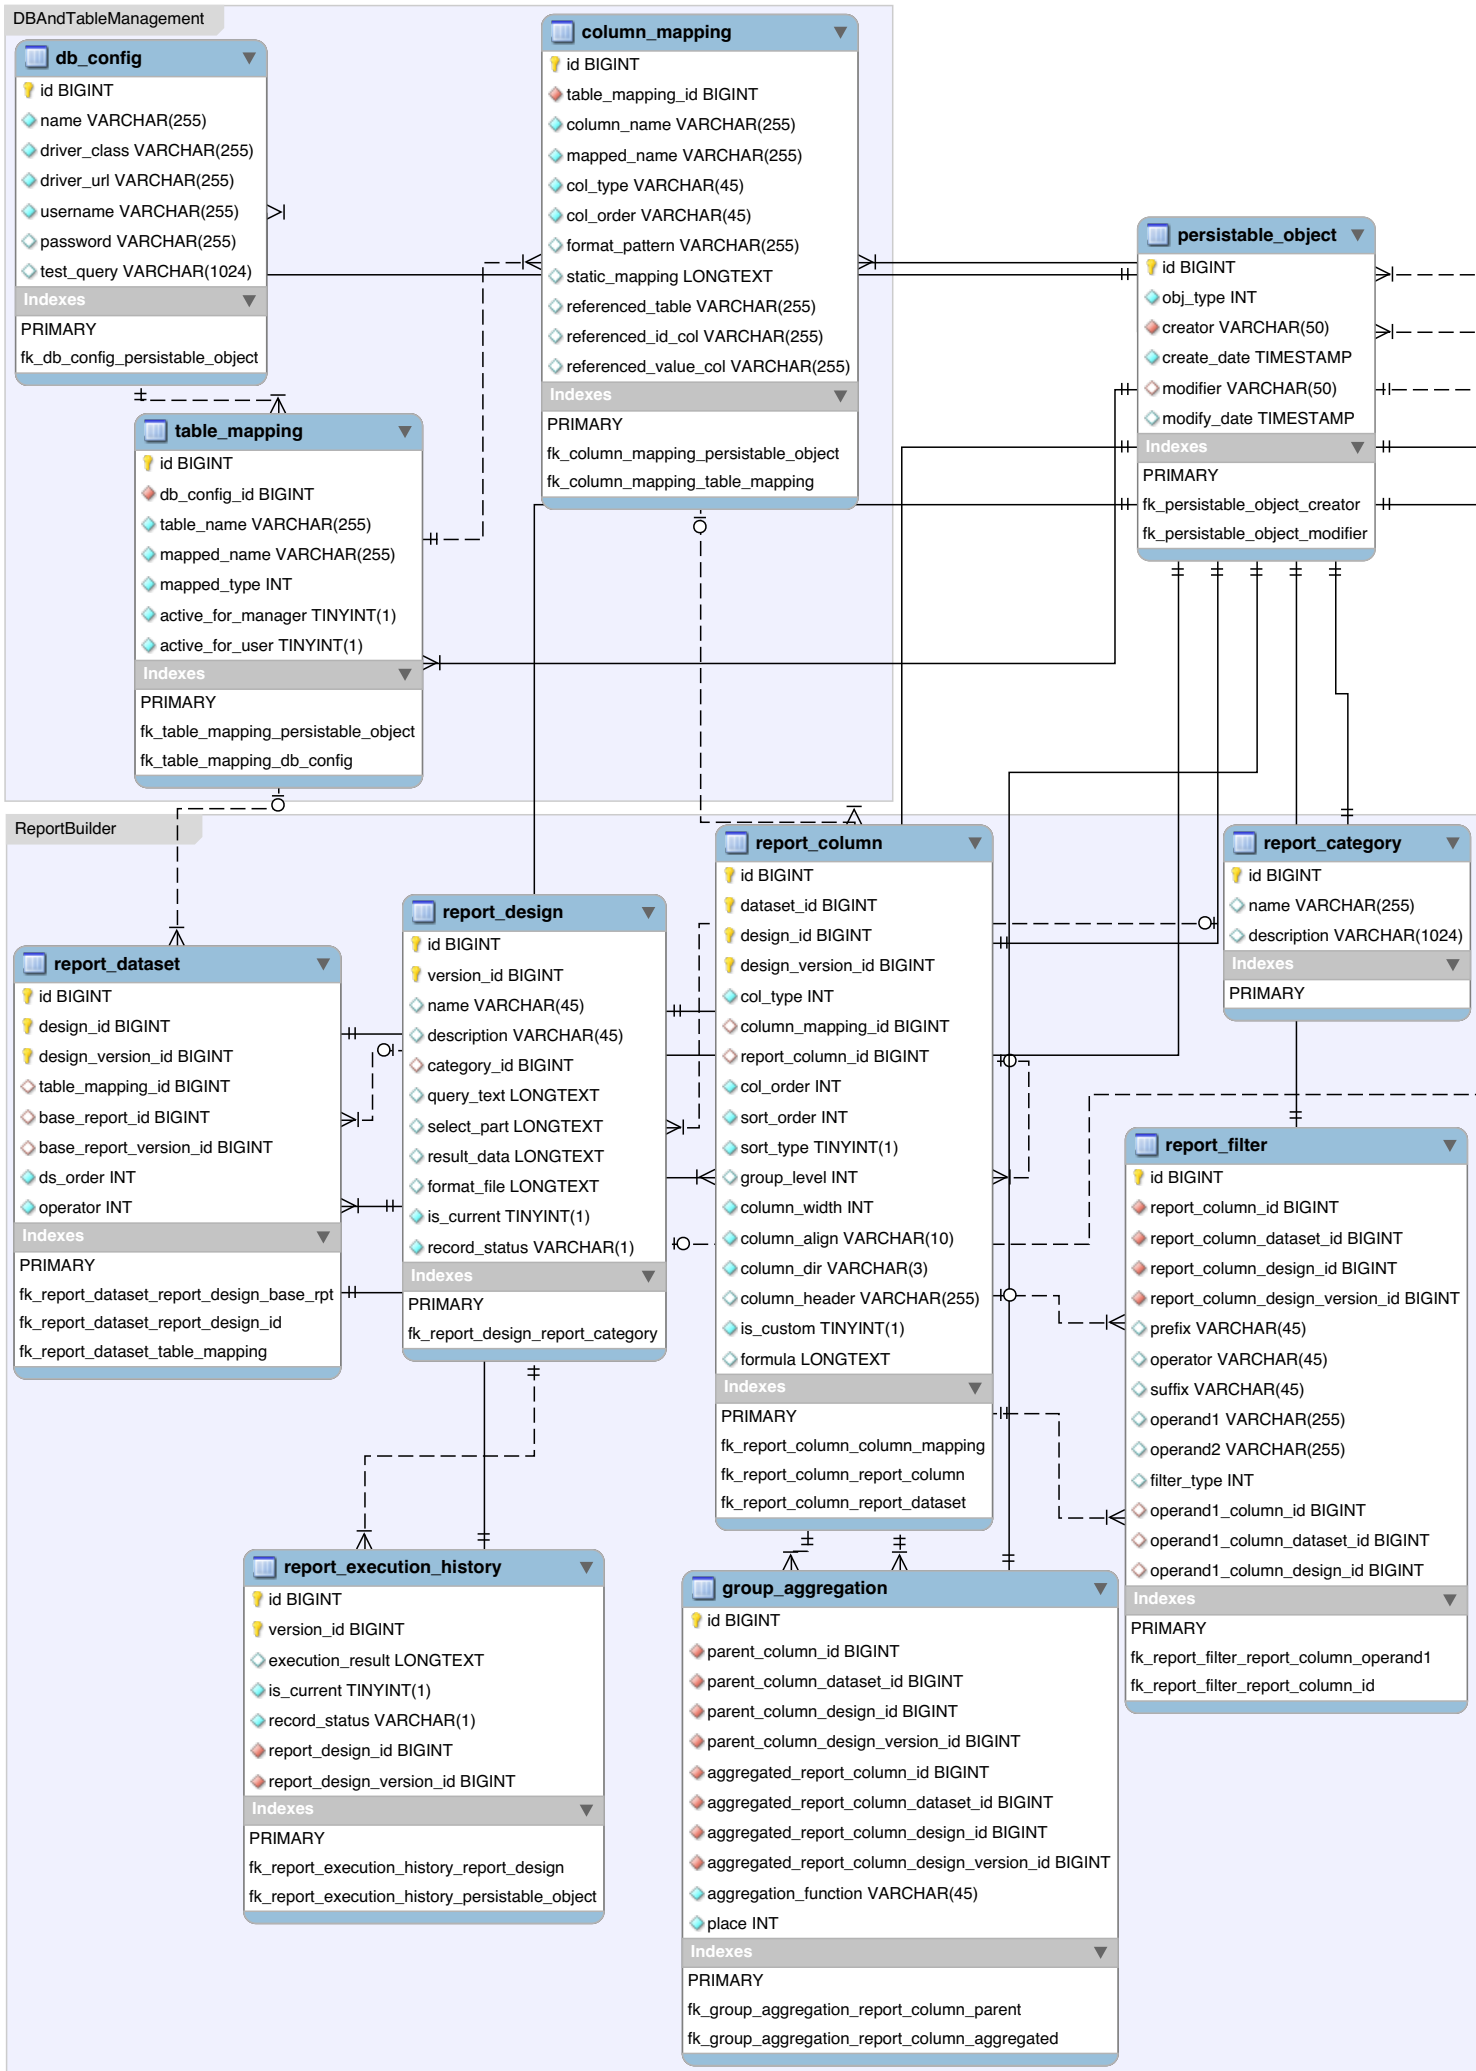 DBAndTableManagement
db_config
id BIGINT
name VARCHAR(255)
driver_class VARCHAR(255)
driver_url VARCHAR(255)
username VARCHAR(255)
password VARCHAR(255)
test_query VARCHAR(1024)
Indexes
PRIMARY
fk_db_config_persistable_object
column_mapping
id BIGINT
table_mapping_id BIGINT
column_name VARCHAR(255)
mapped_name VARCHAR(255)
col_type VARCHAR(45)
col_order VARCHAR(45)
format_pattern VARCHAR(255)
static_mapping LONGTEXT
referenced_table VARCHAR(255)
referenced_id_col VARCHAR(255)
referenced_value_col VARCHAR(255)
Indexes
PRIMARY
fk_column_mapping_persistable_object
fk_column_mapping_table_mapping
persistable_object
id BIGINT
obj_type INT
creator VARCHAR(50)
create_date TIMESTAMP
modifier VARCHAR(50)
modify_date TIMESTAMP
Indexes
PRIMARY
fk_persistable_object_creator
fk_persistable_object_modifier
table_mapping
id BIGINT
db_config_id BIGINT
table_name VARCHAR(255)
mapped_name VARCHAR(255)
mapped_type INT
active_for_manager TINYINT(1)
active_for_user TINYINT(1)
Indexes
PRIMARY
fk_table_mapping_persistable_object
fk_table_mapping_db_config
ReportBuilder
report_dataset
id BIGINT
design_id BIGINT
design_version_id BIGINT
table_mapping_id BIGINT
base_report_id BIGINT
base_report_version_id BIGINT
ds_order INT
operator INT
Indexes
PRIMARY
fk_report_dataset_report_design_base_rpt
fk_report_dataset_report_design_id
fk_report_dataset_table_mapping
report_design
id BIGINT
version_id BIGINT
name VARCHAR(45)
description VARCHAR(45)
category_id BIGINT
query_text LONGTEXT
select_part LONGTEXT
result_data LONGTEXT
format_file LONGTEXT
is_current TINYINT(1)
record_status VARCHAR(1)
Indexes
PRIMARY
fk_report_design_report_category
report_column
id BIGINT
dataset_id BIGINT
design_id BIGINT
design_version_id BIGINT
col_type INT
column_mapping_id BIGINT
report_column_id BIGINT
col_order INT
sort_order INT
sort_type TINYINT(1)
group_level INT
column_width INT
column_align VARCHAR(10)
column_dir VARCHAR(3)
column_header VARCHAR(255)
is_custom TINYINT(1)
formula LONGTEXT
Indexes
PRIMARY
fk_report_column_column_mapping
fk_report_column_report_column
fk_report_column_report_dataset
report_category
id BIGINT
name VARCHAR(255)
description VARCHAR(1024)
Indexes
PRIMARY
report_filter
id BIGINT
report_column_id BIGINT
report_column_dataset_id BIGINT
report_column_design_id BIGINT
report_column_design_version_id BIGINT
prefix VARCHAR(45)
operator VARCHAR(45)
suffix VARCHAR(45)
operand1 VARCHAR(255)
operand2 VARCHAR(255)
filter_type INT
operand1_column_id BIGINT
operand1_column_dataset_id BIGINT
operand1_column_design_id BIGINT
Indexes
PRIMARY
fk_report_filter_report_column_operand1
fk_report_filter_report_column_id
report_execution_history
id BIGINT
version_id BIGINT
execution_result LONGTEXT
is_current TINYINT(1)
record_status VARCHAR(1)
report_design_id BIGINT
report_design_version_id BIGINT
Indexes
PRIMARY
fk_report_execution_history_report_design
fk_report_execution_history_persistable_object
group_aggregation
id BIGINT
parent_column_id BIGINT
parent_column_dataset_id BIGINT
parent_column_design_id BIGINT
parent_column_design_version_id BIGINT
aggregated_report_column_id BIGINT
aggregated_report_column_dataset_id BIGINT
aggregated_report_column_design_id BIGINT
aggregated_report_column_design_version_id BIGINT
aggregation_function VARCHAR(45)
place INT
Indexes
PRIMARY
fk_group_aggregation_report_column_parent
fk_group_aggregation_report_column_aggregated